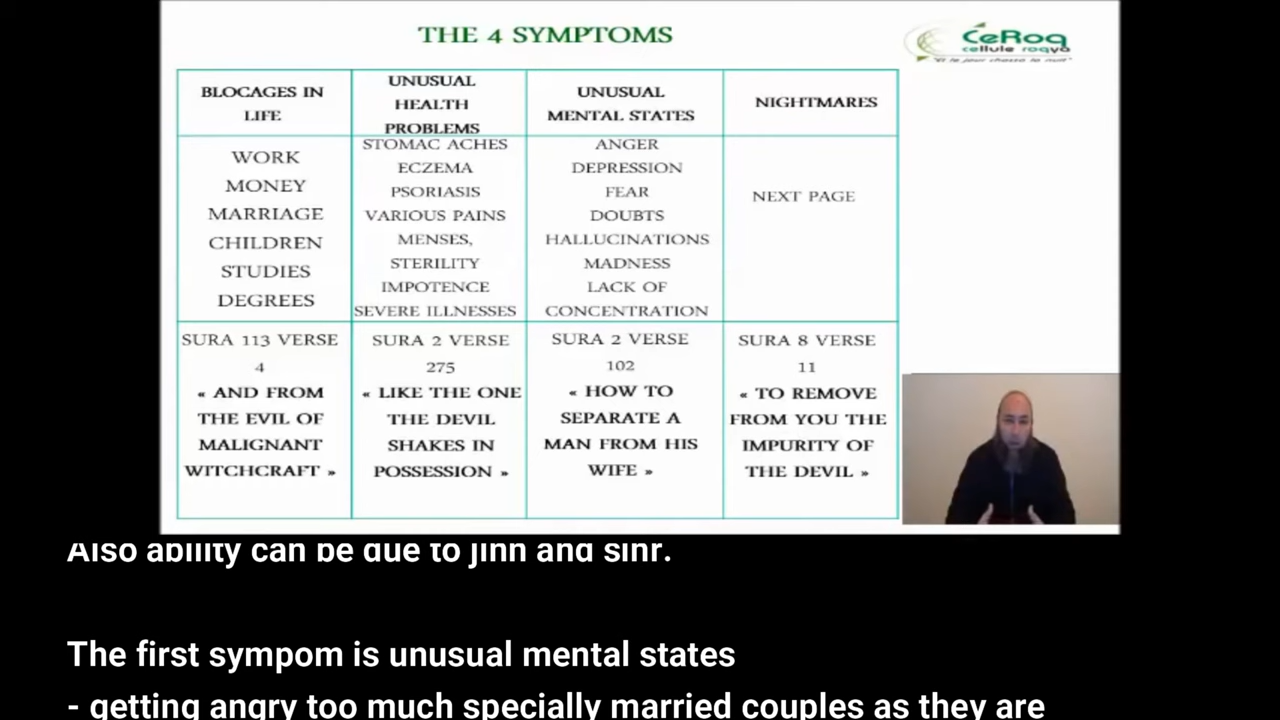 THE 4 SYMPTOMS
CeRoq
cellule roqya
"Et le jour chassa la nuit"
BLOCAGES IN
LIFE
UNUSUAL
HEALTH
PROBLEMS
UNUSUAL
MENTAL STATES
NIGHTMARES
WORK
MONEY
MARRIAGE
CHILDREN
STUDIES
DEGREES
STOMAC ACHES
ECZEMA
PSORIASIS
VARIOUS PAINS
MENSES,
STERILITY
IMPOTENCE
SEVERE ILLNESSES
ANGER
DEPRESSION
FEAR
DOUBTS
HALLUCINATIONS
MADNESS
LACK OF
CONCENTRATION
NEXT PAGE
SURA 113 VERSE
4
« AND FROM
THE EVIL OF
MALIGNANT
WITCHCRAFT »
SURA 2 VERSE
275
« LIKE THE ONE
THE DEVIL
SHAKES IN
POSSESSION »
SURA 2 VERSE
102
« HOW TO
SEPARATE A
MAN FROM HIS
WIFE »
SURA 8 VERSE
11
« TO REMOVE
FROM YOU THE
IMPURITY OF
THE DEVIL »
Also ability can be due to jinn and sihr.
The first sympom is unusual mental states
- getting angry too much specially married couples as they are